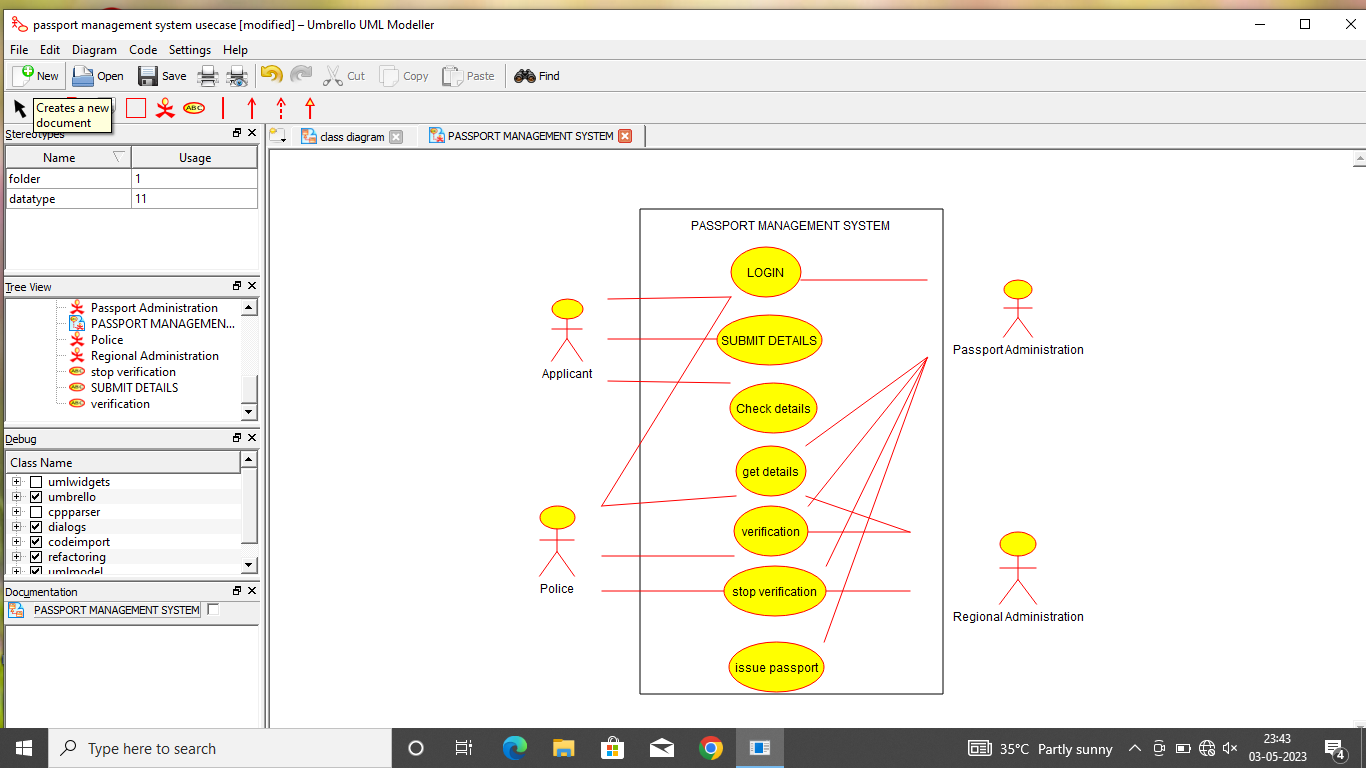 passport management system usecase [modified] – Umbrello UML Modeller
File Edit Diagram Code Settings Help
New Open Save Cut Copy Paste Find
ABC
Creates a new
document
Stereotypes
Name Usage
folder 1
datatype 11
Tree View
Passport Administration
PASSPORT MANAGEMEN...
Police
Regional Administration
stop verification
SUBMIT DETAILS
verification
Debug
Class Name
umlwidgets
umbrello
cppparser
dialogs
codeimport
refactoring
umlmodel
Documentation
PASSPORT MANAGEMENT SYSTEM
class diagram PASSPORT MANAGEMENT SYSTEM
PASSPORT MANAGEMENT SYSTEM
LOGIN
SUBMIT DETAILS
Check details
get details
verification
stop verification
issue passport
Applicant
Police
Passport Administration
Regional Administration
Type here to search
35°C Partly sunny
23:43
03-05-2023
4